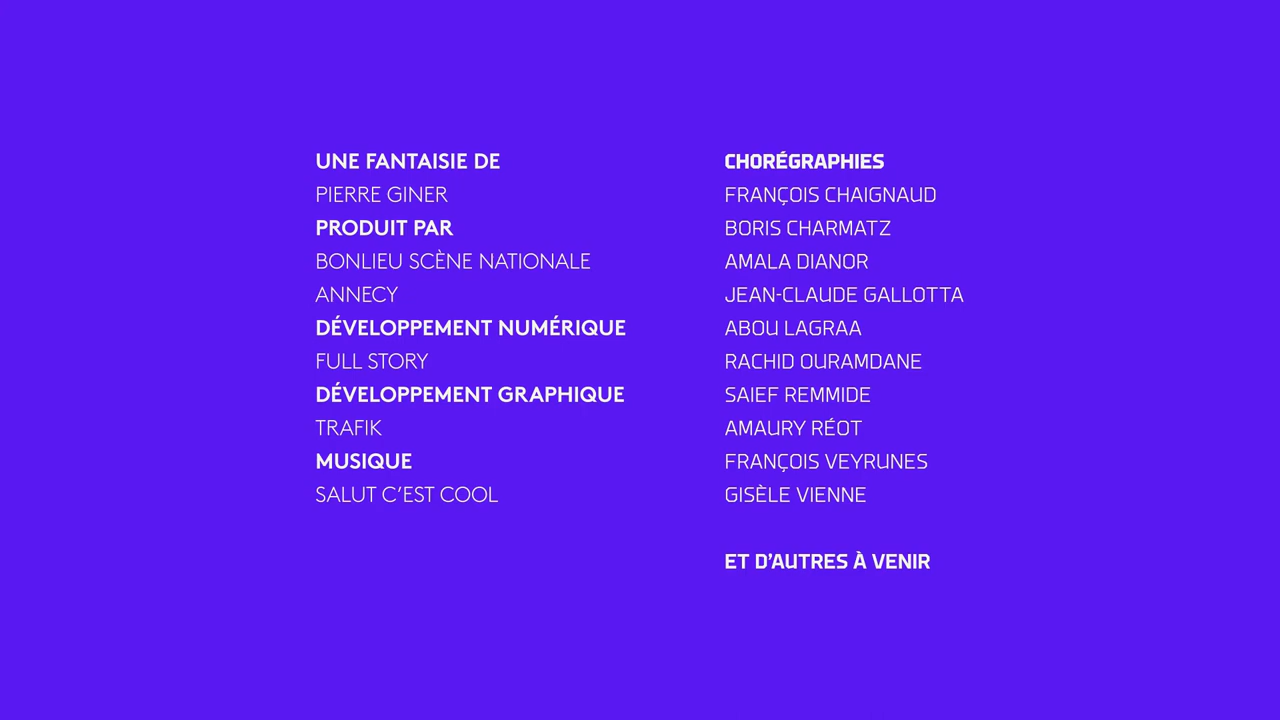 UNE FANTAISIE DE
PIERRE GINER
PRODUIT PAR
BONLIEU SCÈNE NATIONALE
ANNECY
DÉVELOPPEMENT NUMÉRIQUE
FULL STORY
DÉVELOPPEMENT GRAPHIQUE
TRAFIK
MUSIQUE
SALUT C’EST COOL
CHORÉGRAPHIES
FRANÇOIS CHAIGNAUD
BORIS CHARMATZ
AMALA DIANOR
JEAN-CLAUDE GALLOTTA
ABOU LAGRAA
RACHID OURAMDANE
SAIEF REMMIDE
AMAURY RÉOT
FRANÇOIS VEYRUNES
GISÈLE VIENNE
ET D’AUTRES À VENIR